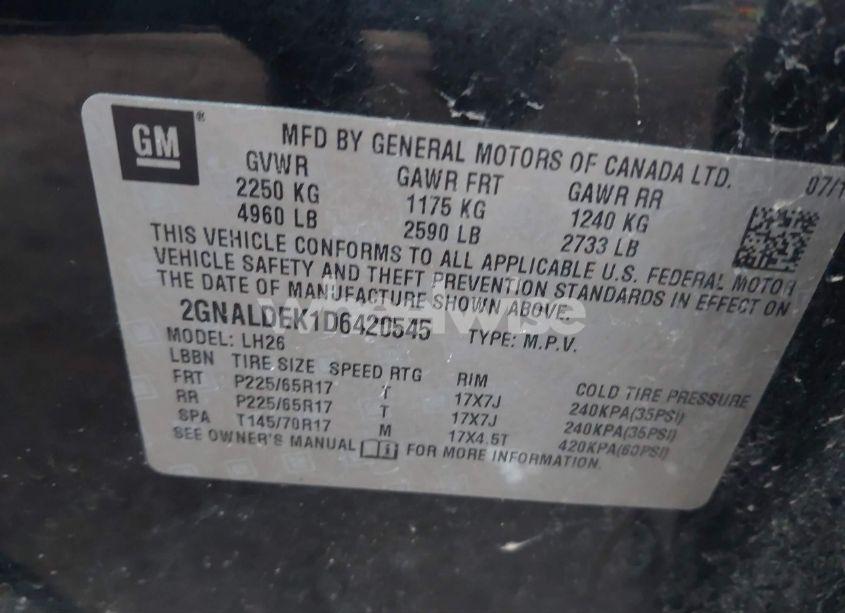 GM®
MFD BY GENERAL MOTORS OF CANADA LTD.
07/1
GVWR GAWR FRT GAWR RR
2250 KG 1175 KG 1240 KG
4960 LB 2590 LB 2733 LB
THIS VEHICLE CONFORMS TO ALL APPLICABLE U.S. FEDERAL MOTOR
VEHICLE SAFETY AND THEFT PREVENTION STANDARDS IN EFFECT ON
THE DATE OF MANUFACTURE SHOWN ABOVE.
2GNALDEK1D6420545 TYPE: M.P.V.
MODEL: LH26
LBBN TIRE SIZE SPEED RTG RIM COLD TIRE PRESSURE
FRT P225/65R17 T 17X7J 240KPA(35PSI)
RR P225/65R17 T 17X7J 240KPA(35PSI)
SPA T145/70R17 M 17X4.5T 420KPA(60PSI)
SEE OWNER'S MANUAL FOR MORE INFORMATION.